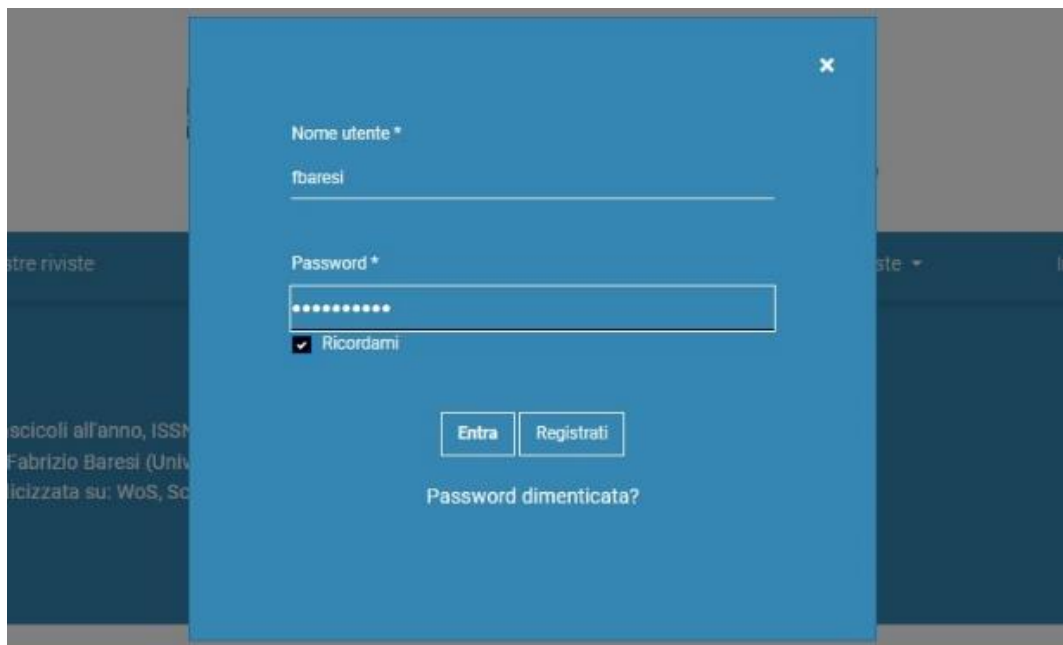 Nome utente *
fbaresi
stre riviste
Password *
ste
••••••••••
Ricordami
ascicoli all'anno, ISSN
Entra Registrati
Fabrizio Baresi (Univ
licizzata su: WoS, Sc
Password dimenticata?